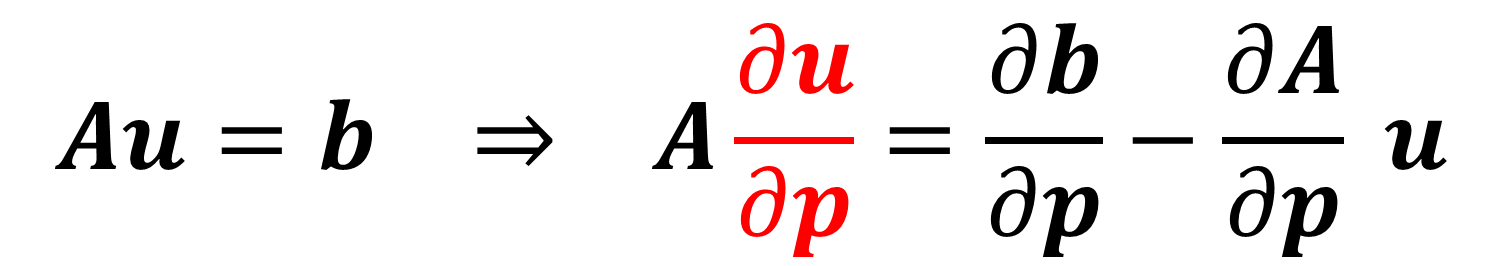 Au = b ⇒ A ∂u/∂p = ∂b/∂p − ∂A/∂p u